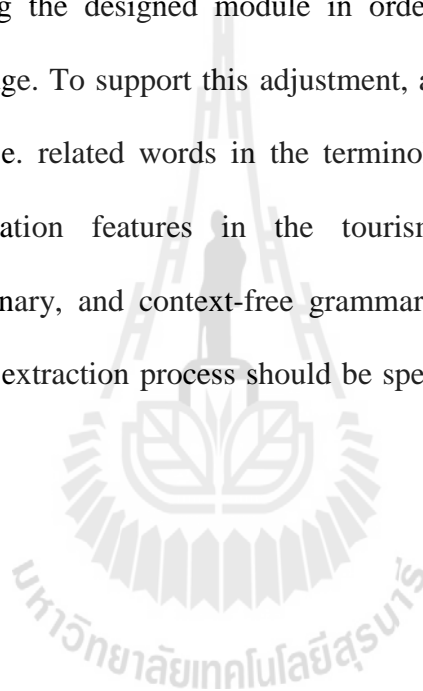 g the designed module in orde
ge. To support this adjustment, a
e. related words in the termino
ation features in the tourism
nary, and context-free grammar
extraction process should be spe
มหาวิทยาลัยเทคโนโลยีสุรนารี